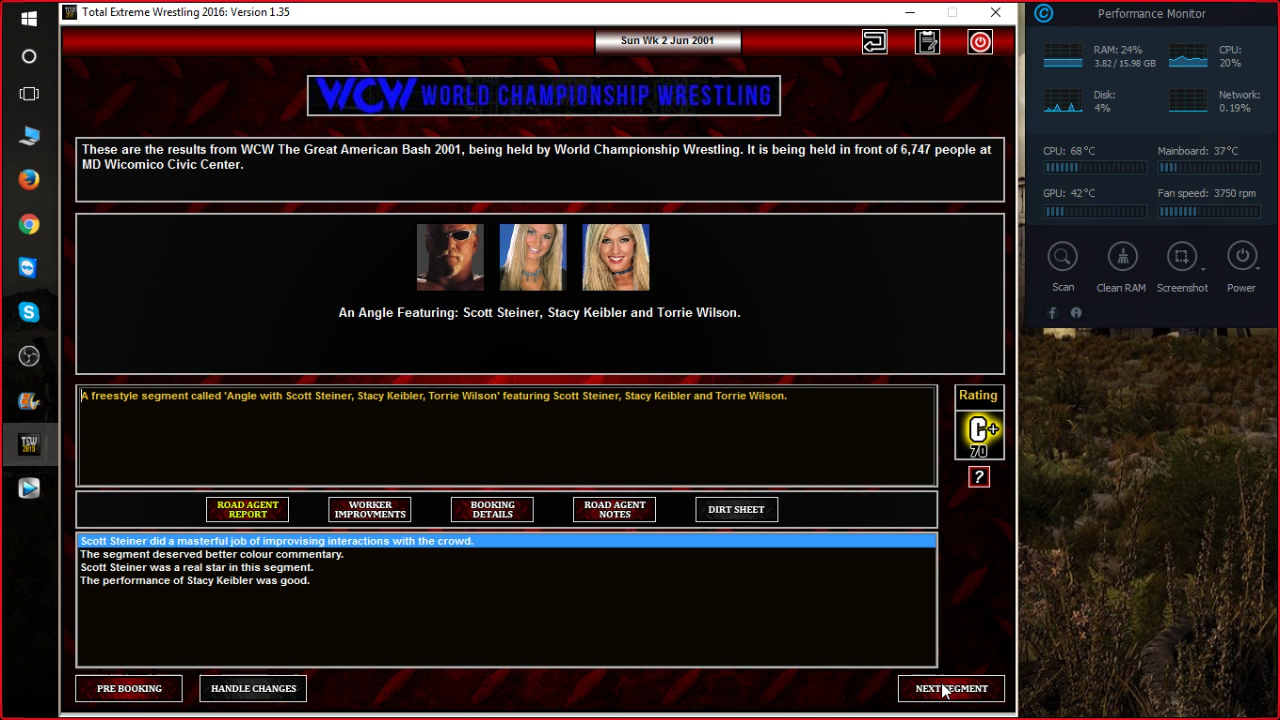 Total Extreme Wrestling 2016: Version 1.35
Sun Wk 2 Jun 2001
WCW WORLD CHAMPIONSHIP WRESTLING
These are the results from WCW The Great American Bash 2001, being held by World Championship Wrestling. It is being held in front of 6,747 people at
MD Wicomico Civic Center.
An Angle Featuring: Scott Steiner, Stacy Keibler and Torrie Wilson.
A freestyle segment called 'Angle with Scott Steiner, Stacy Keibler, Torrie Wilson' featuring Scott Steiner, Stacy Keibler and Torrie Wilson.
Rating
C+
70
?
ROAD AGENT
REPORT
WORKER
IMPROVMENTS
BOOKING
DETAILS
ROAD AGENT
NOTES
DIRT SHEET
Scott Steiner did a masterful job of improvising interactions with the crowd.
The segment deserved better colour commentary.
Scott Steiner was a real star in this segment.
The performance of Stacy Keibler was good.
PRE BOOKING
HANDLE CHANGES
NEXT SEGMENT
TEW
2016
Performance Monitor
RAM: 24%
3.82 / 15.98 GB
CPU:
20%
Disk:
4%
Network:
0.19%
CPU: 68°C
Mainboard: 37°C
GPU: 42°C
Fan speed: 3750 rpm
Scan
Clean RAM
Screenshot
Power